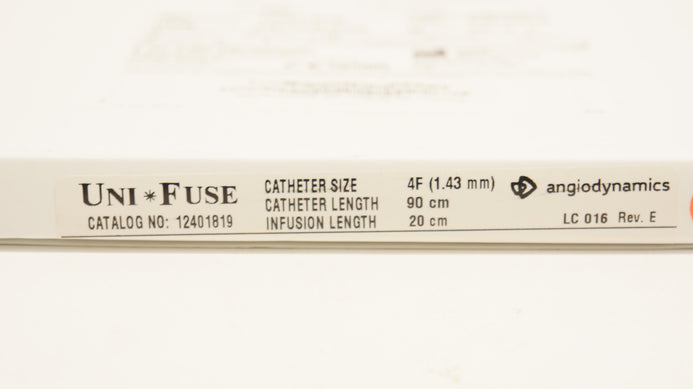 UNI*FUSE
CATALOG NO: 12401819
CATHETER SIZE 4F (1.43 mm)
CATHETER LENGTH 90 cm
INFUSION LENGTH 20 cm
angiodynamics
LC 016 Rev. E